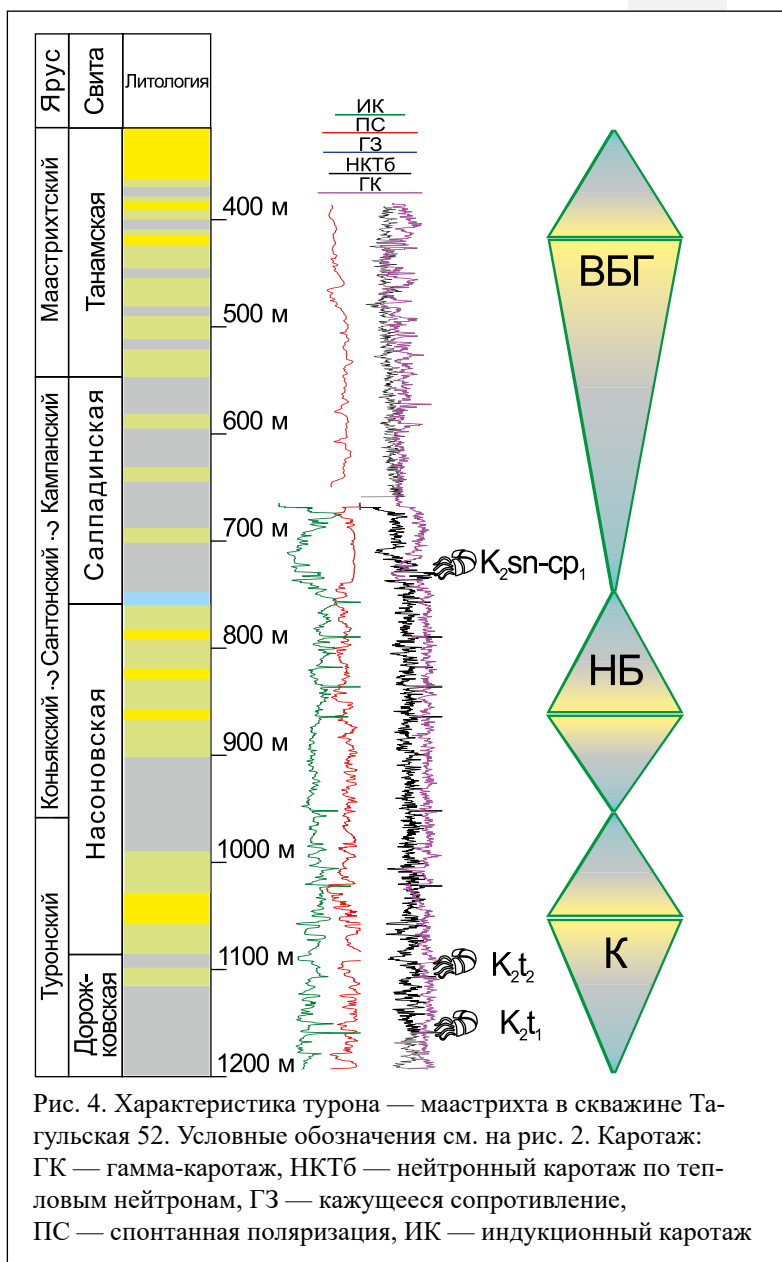 Ярус
Свита
Литология
ИК
ПС
ГЗ
НКТб
ГК
Маастрихтский
Танамская
Коньякский -> Сантонский -> Кампанский
Салпадинская
Насоновская
Туронский
Дорож-
ковская
400 м
500 м
600 м
700 м
800 м
900 м
1000 м
1100 м
1200 м
K₂sn-cp₁
K₂t₂
K₂t₁
ВБГ
НБ
К
Рис. 4. Характеристика турона — маастрихта в скважине Та-
гульская 52. Условные обозначения см. на рис. 2. Каротаж:
ГК — гамма-каротаж, НКТб — нейтронный каротаж по теп-
ловым нейтронам, ГЗ — кажущееся сопротивление,
ПС — спонтанная поляризация, ИК — индукционный каротаж